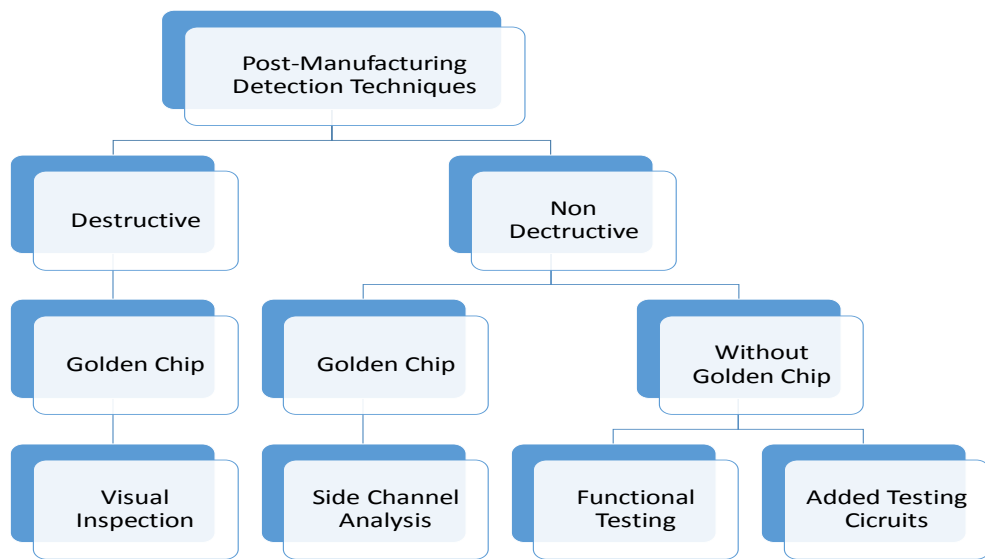 Post-Manufacturing
Detection Techniques
Destructive
Non
Dectructive
Golden Chip
Golden Chip
Without
Golden Chip
Visual
Inspection
Side Channel
Analysis
Functional
Testing
Added Testing
Cicruits